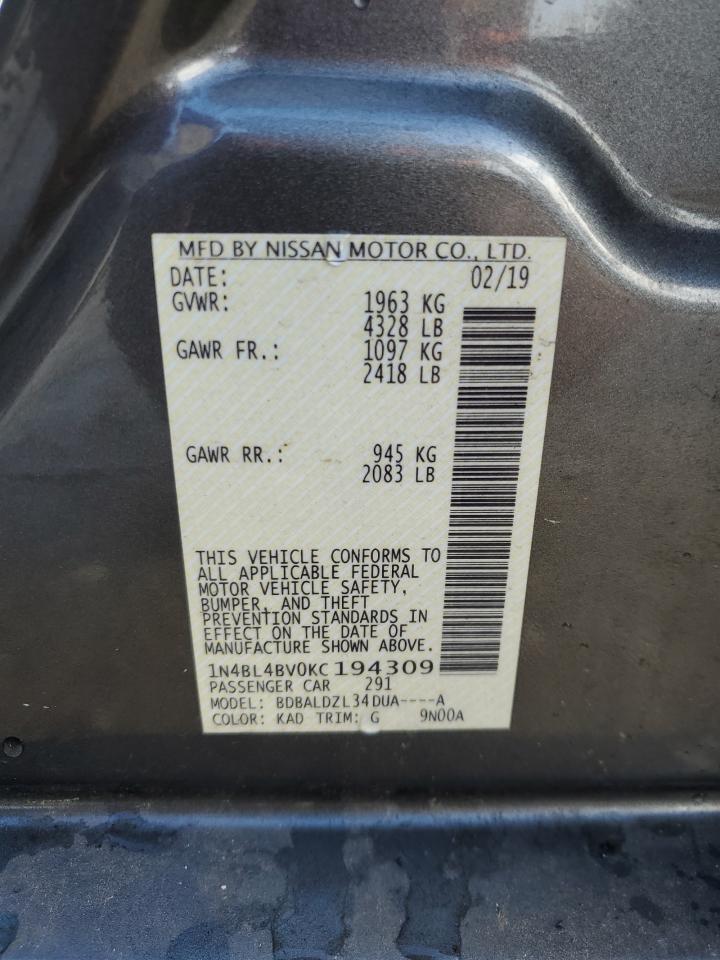 MFD BY NISSAN MOTOR CO., LTD.
DATE: 02/19
GVWR: 1963 KG
4328 LB
GAWR FR.: 1097 KG
2418 LB
GAWR RR.: 945 KG
2083 LB
THIS VEHICLE CONFORMS TO
ALL APPLICABLE FEDERAL
MOTOR VEHICLE SAFETY,
BUMPER, AND THEFT
PREVENTION STANDARDS IN
EFFECT ON THE DATE OF
MANUFACTURE SHOWN ABOVE.
1N4BL4BV0KC194309
PASSENGER CAR 291
MODEL: BDBALDZL34DUA----A
COLOR: KAD TRIM: G 9N00A